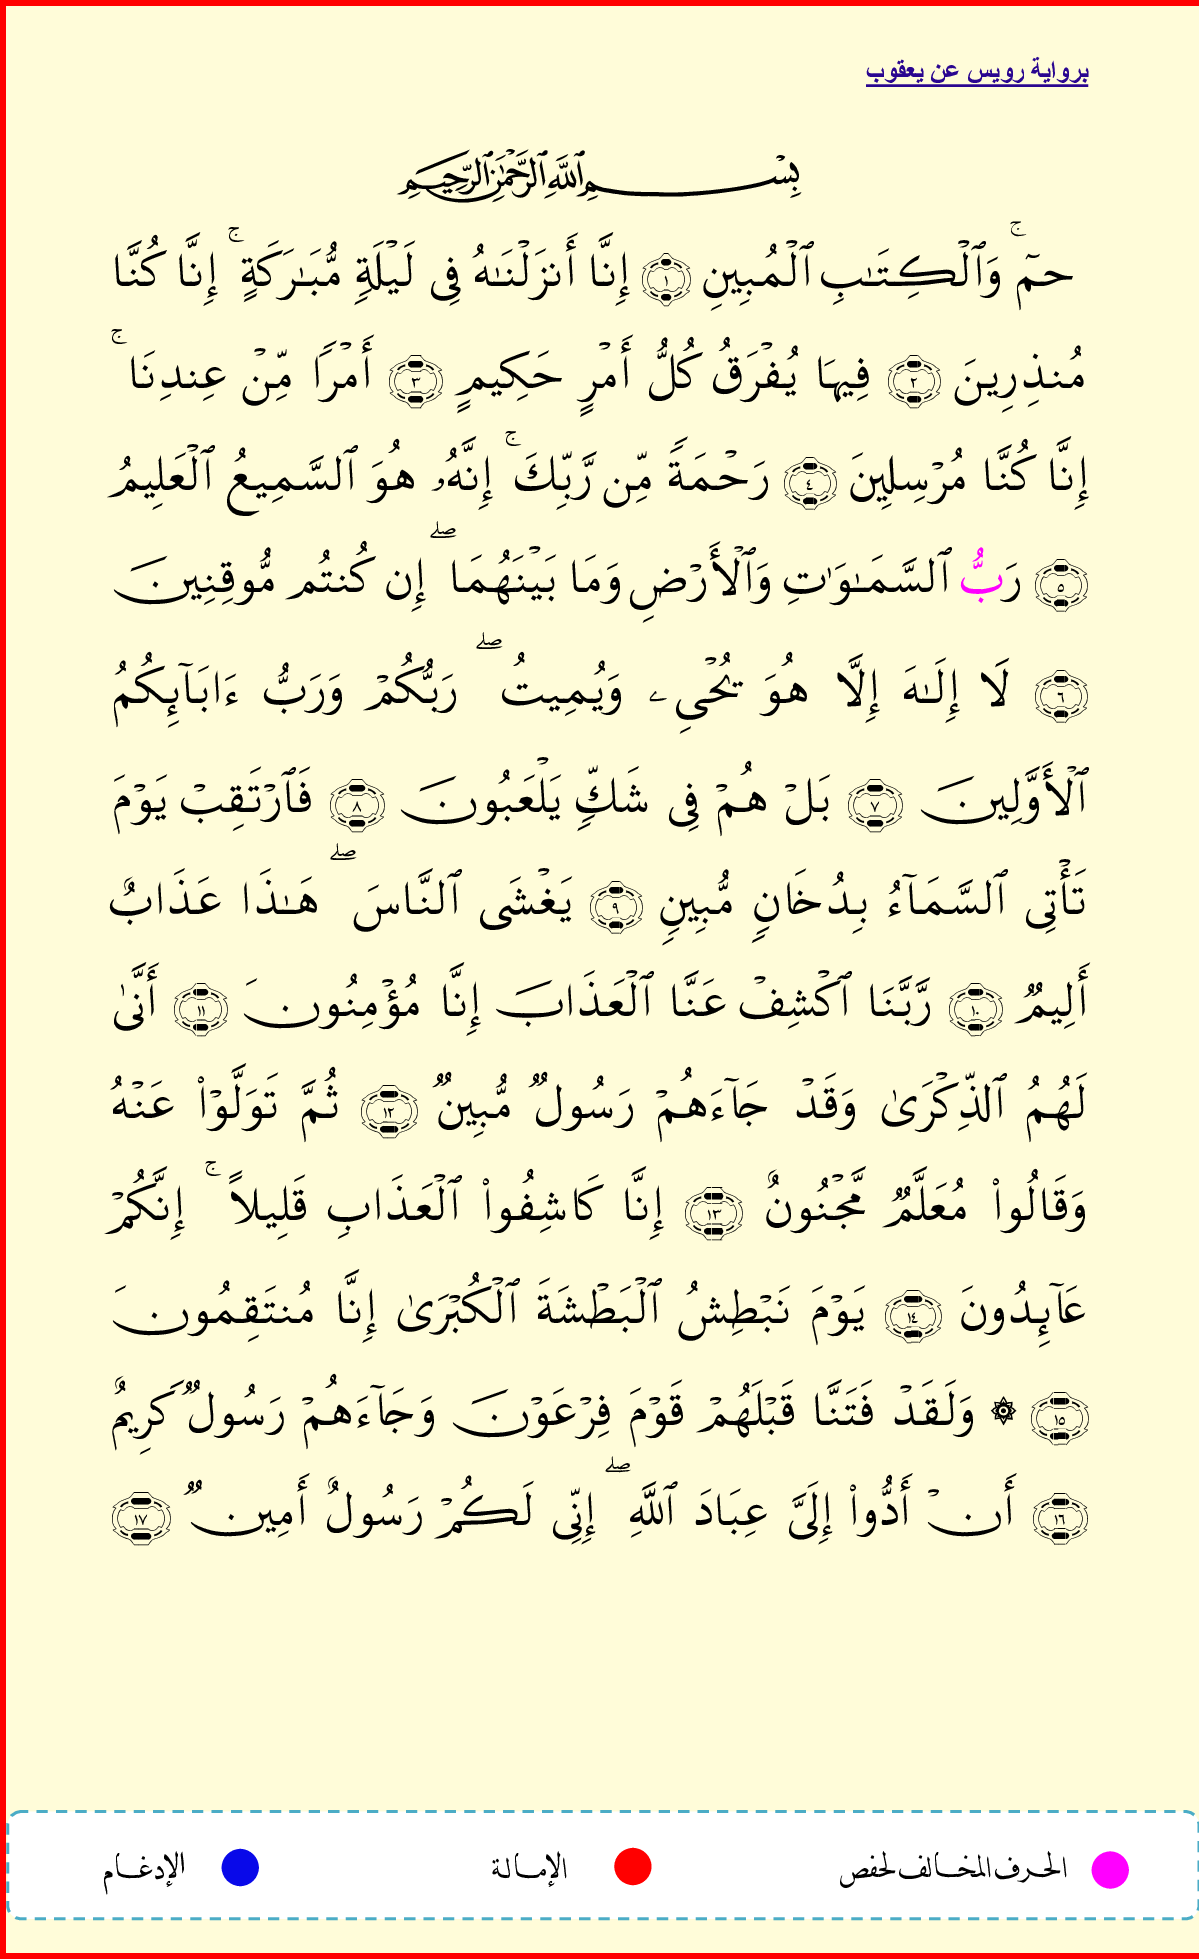 برواية رويس عن يعقوب
بِسْمِ ٱللَّهِ ٱلرَّحْمَٰنِ ٱلرَّحِيمِ
حمٓ ۚ وَٱلْكِتَٰبِ ٱلْمُبِينِ ١ إِنَّا أَنزَلْنَٰهُ فِى لَيْلَةٍ مُّبَٰرَكَةٍ ۚ إِنَّا كُنَّا
مُنذِرِينَ ٢ فِيهَا يُفْرَقُ كُلُّ أَمْرٍ حَكِيمٍ ٣ أَمْرًا مِّنْ عِندِنَا ۚ
إِنَّا كُنَّا مُرْسِلِينَ ٤ رَحْمَةً مِّن رَّبِّكَ ۚ إِنَّهُۥ هُوَ ٱلسَّمِيعُ ٱلْعَلِيمُ
٥ رَبُّ ٱلسَّمَٰوَٰتِ وَٱلْأَرْضِ وَمَا بَيْنَهُمَا ۖ إِن كُنتُم مُّوقِنِينَ
٦ لَا إِلَٰهَ إِلَّا هُوَ يُحْىِۦ وَيُمِيتُ ۖ رَبُّكُمْ وَرَبُّ ءَابَآئِكُمُ
ٱلْأَوَّلِينَ ٧ بَلْ هُمْ فِى شَكٍّ يَلْعَبُونَ ٨ فَٱرْتَقِبْ يَوْمَ
تَأْتِى ٱلسَّمَآءُ بِدُخَانٍ مُّبِينٍ ٩ يَغْشَى ٱلنَّاسَ ۖ هَٰذَا عَذَابٌ
أَلِيمٌ ١٠ رَّبَّنَا ٱكْشِفْ عَنَّا ٱلْعَذَابَ إِنَّا مُؤْمِنُونَ ١١ أَنَّىٰ
لَهُمُ ٱلذِّكْرَىٰ وَقَدْ جَآءَهُمْ رَسُولٌ مُّبِينٌ ١٢ ثُمَّ تَوَلَّوْا۟ عَنْهُ
وَقَالُوا۟ مُعَلَّمٌ مَّجْنُونٌ ١٣ إِنَّا كَاشِفُوا۟ ٱلْعَذَابِ قَلِيلًا ۚ إِنَّكُمْ
عَآئِدُونَ ١٤ يَوْمَ نَبْطِشُ ٱلْبَطْشَةَ ٱلْكُبْرَىٰ إِنَّا مُنتَقِمُونَ
١٥ ۞ وَلَقَدْ فَتَنَّا قَبْلَهُمْ قَوْمَ فِرْعَوْنَ وَجَآءَهُمْ رَسُولٌ كَرِيمٌ
١٦ أَنْ أَدُّوا۟ إِلَىَّ عِبَادَ ٱللَّهِ ۖ إِنِّى لَكُمْ رَسُولٌ أَمِينٌ ١٧
الحرف المخالف لحفص
الإمالة
الإدغام